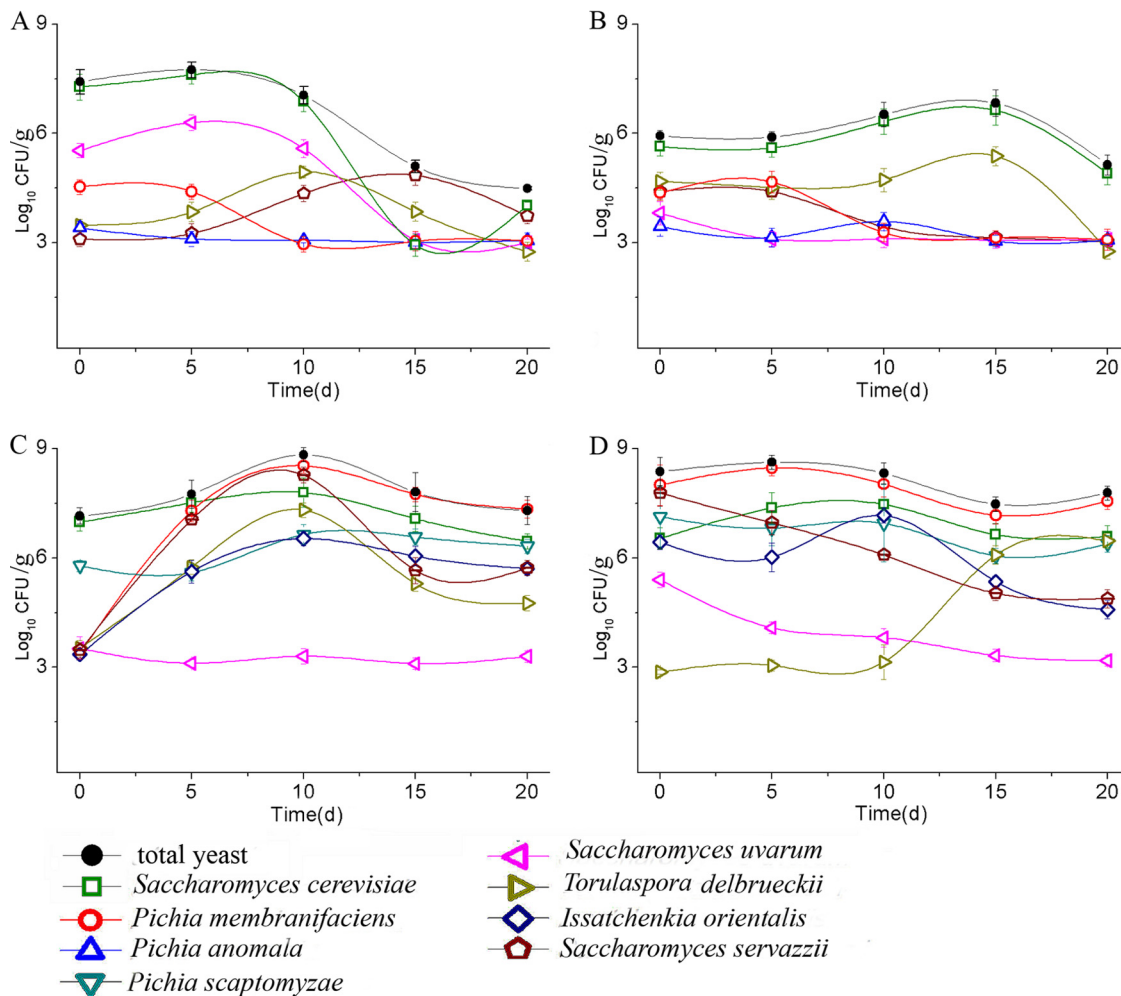 A
9
6
3
Log10 CFU/g
0 5 10 15 20
Time(d)
B
9
6
3
Log10 CFU/g
0 5 10 15 20
Time(d)
C
9
6
3
Log10 CFU/g
0 5 10 15 20
Time(d)
D
9
6
3
Log10 CFU/g
0 5 10 15 20
Time(d)
total yeast
Saccharomyces cerevisiae
Pichia membranifaciens
Pichia anomala
Pichia scaptomyzae
Saccharomyces uvarum
Torulaspora delbrueckii
Issatchenkia orientalis
Saccharomyces servazzii